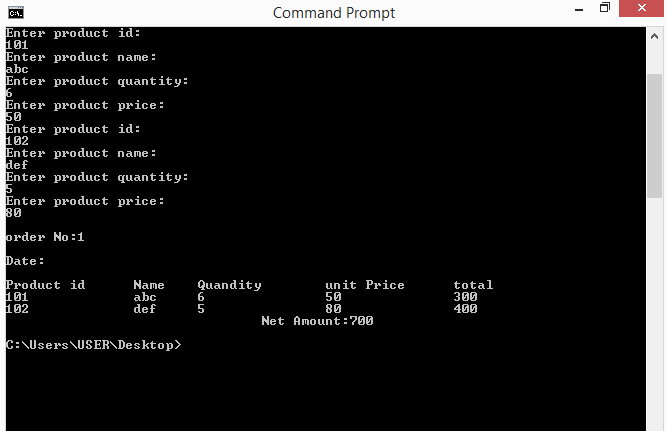 Command Prompt
Enter product id:
101
Enter product name:
abc
Enter product quantity:
6
Enter product price:
50
Enter product id:
102
Enter product name:
def
Enter product quantity:
5
Enter product price:
80
order No:1
Date:
Product id Name Quandity unit Price total
101 abc 6 50 300
102 def 5 80 400
Net Amount:700
C:\Users\USER\Desktop>